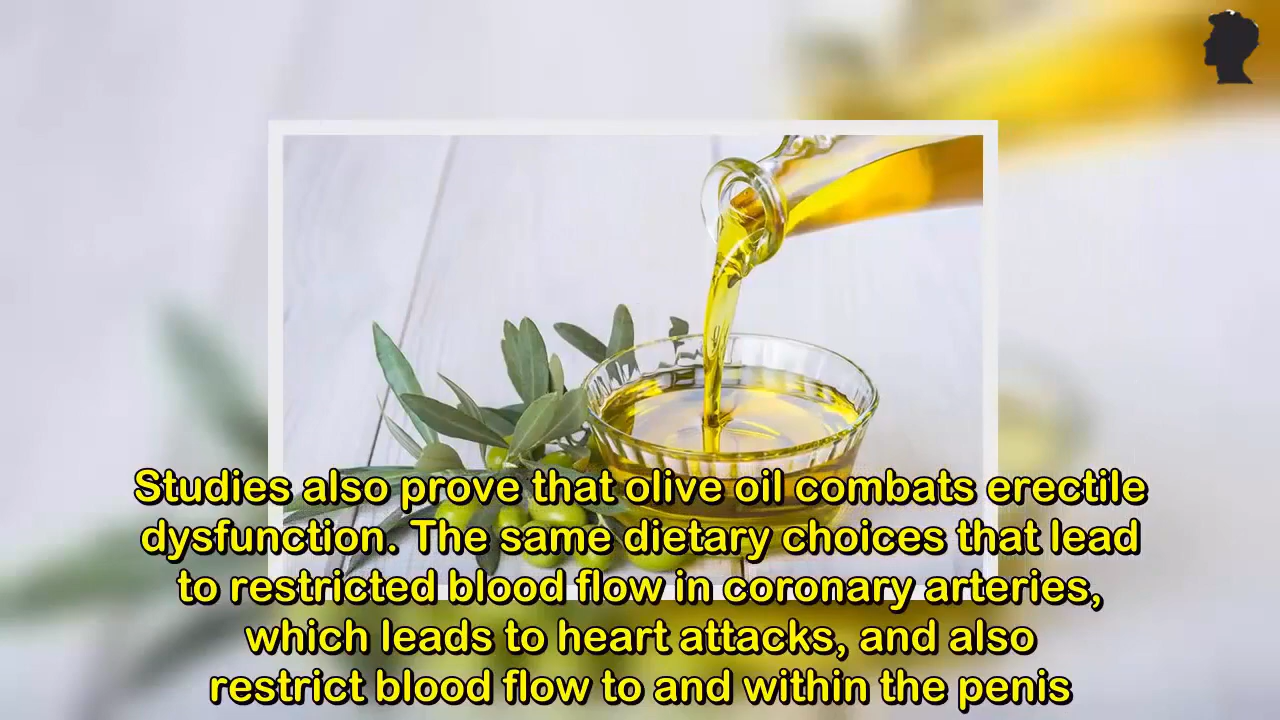 Studies also prove that olive oil combats erectile
dysfunction. The same dietary choices that lead
to restricted blood flow in coronary arteries,
which leads to heart attacks, and also
restrict blood flow to and within the penis